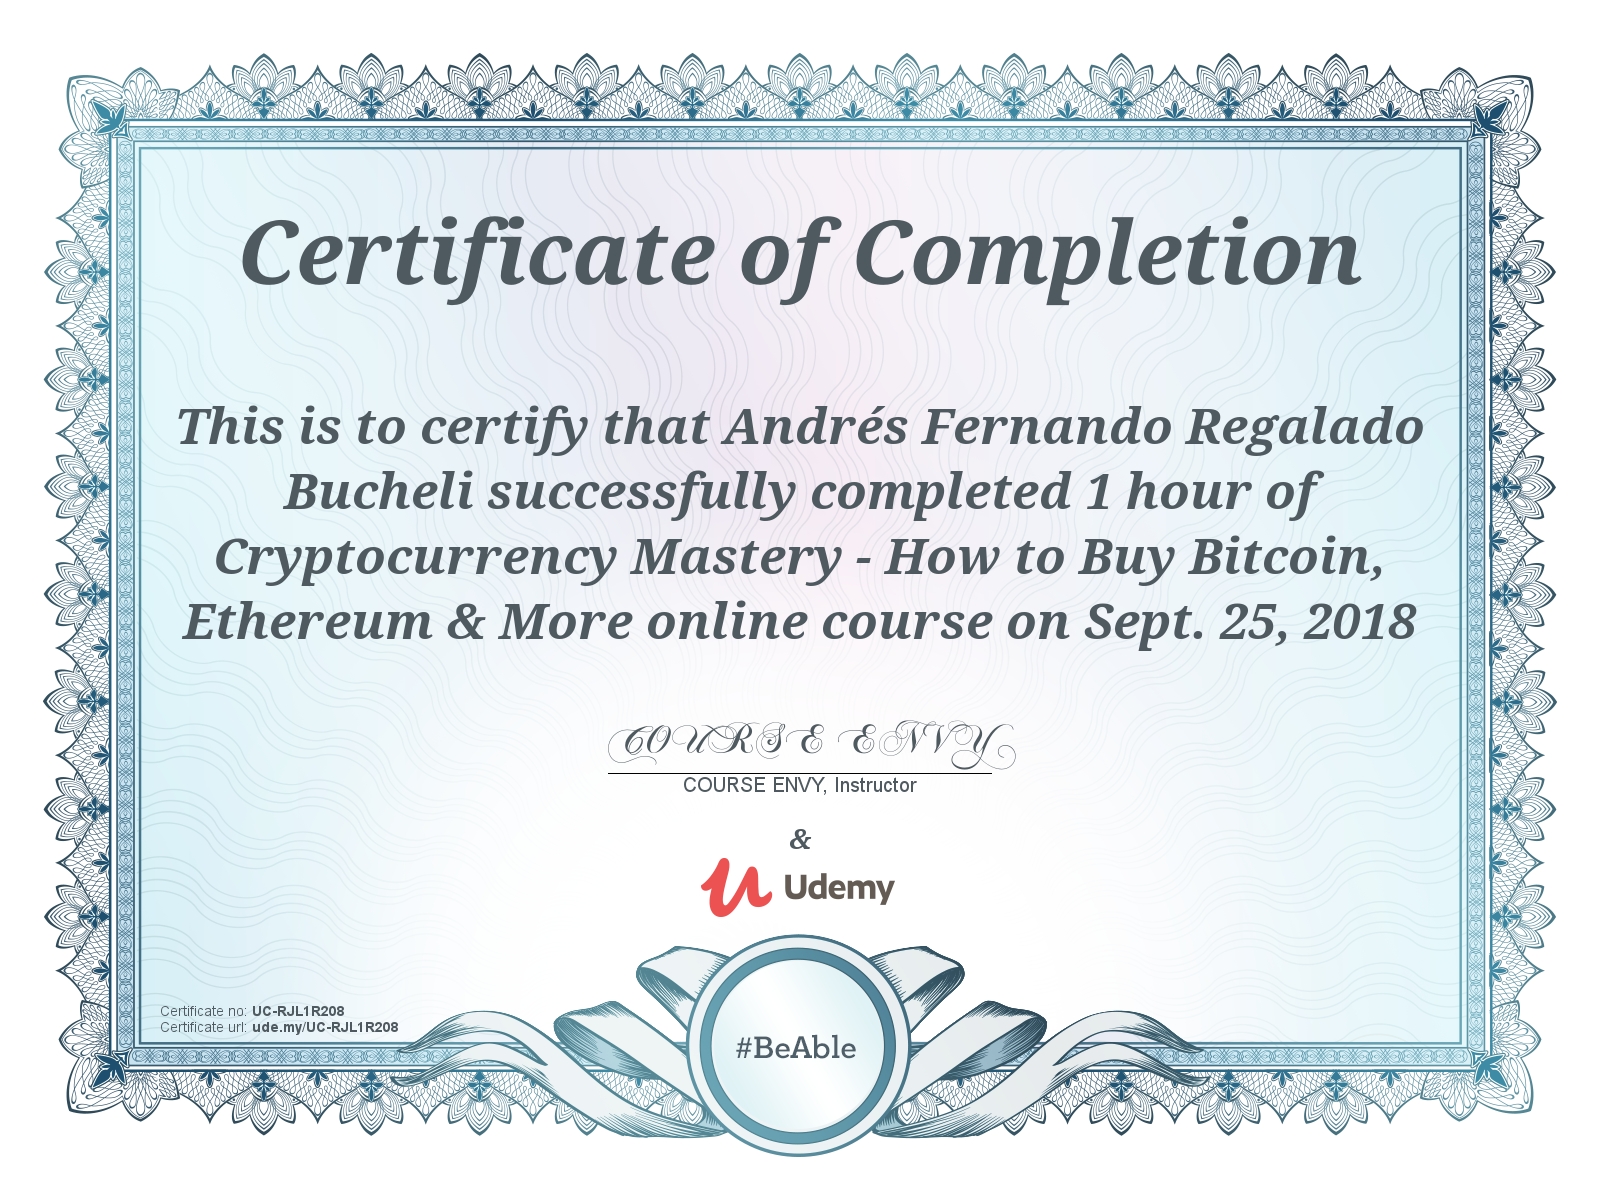 Certificate of Completion
This is to certify that Andrés Fernando Regalado
Bucheli successfully completed 1 hour of
Cryptocurrency Mastery - How to Buy Bitcoin,
Ethereum & More online course on Sept. 25, 2018
COURSE ENVY
COURSE ENVY, Instructor
&
Udemy
Certificate no: UC-RJL1R208
Certificate url: ude.my/UC-RJL1R208
#BeAble